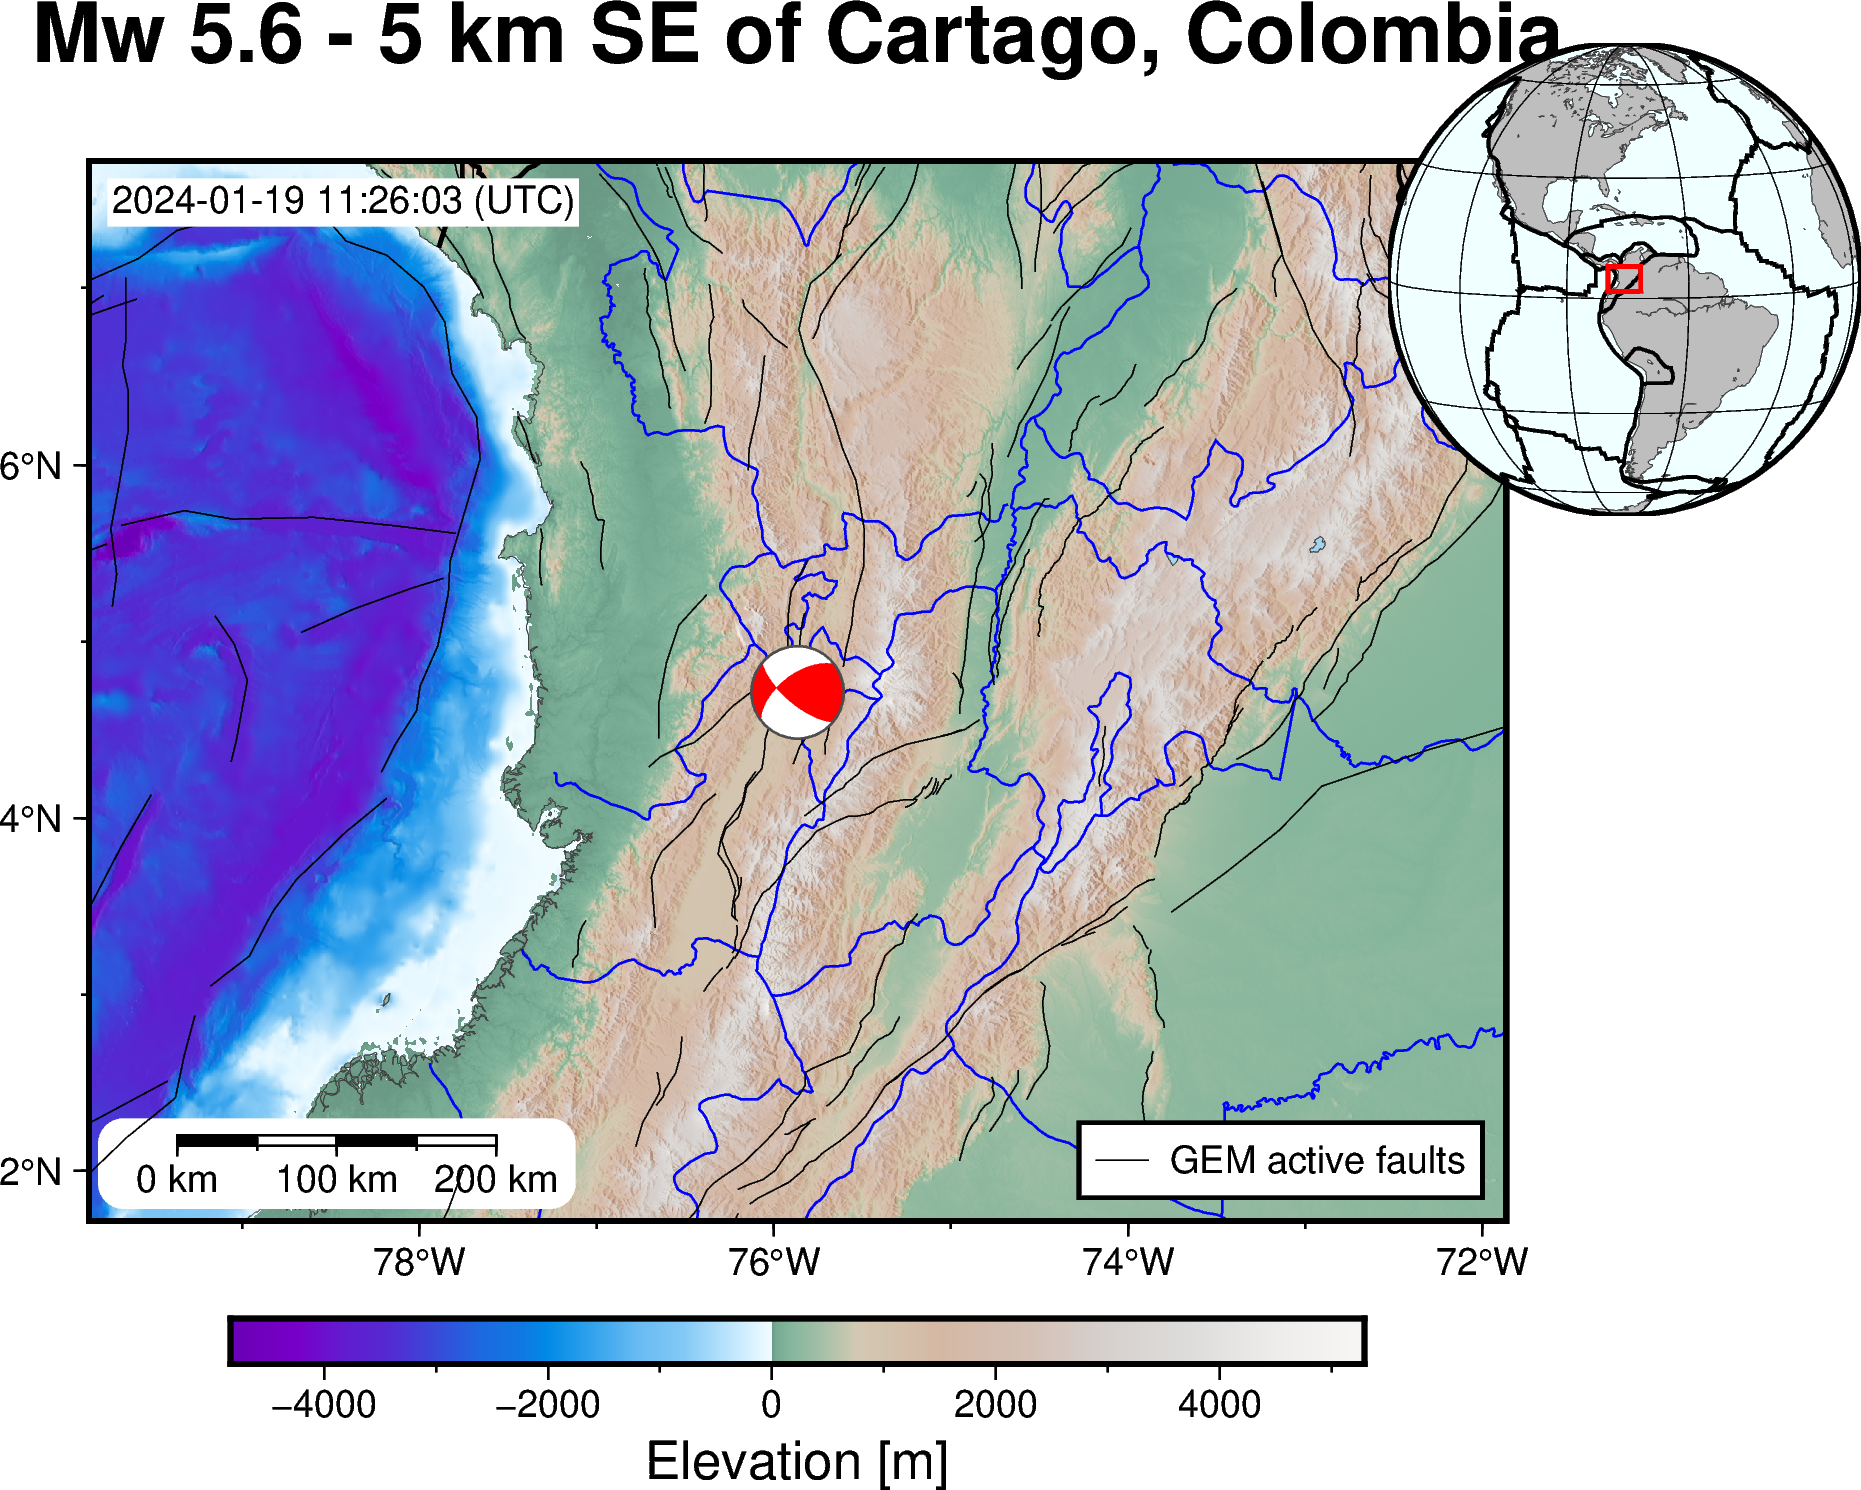 Mw 5.6 - 5 km SE of Cartago, Colombia
2024-01-19 11:26:03 (UTC)
6°N
4°N
2°N
0 km 100 km 200 km
GEM active faults
78°W 76°W 74°W 72°W
−4000 −2000 0 2000 4000
Elevation [m]